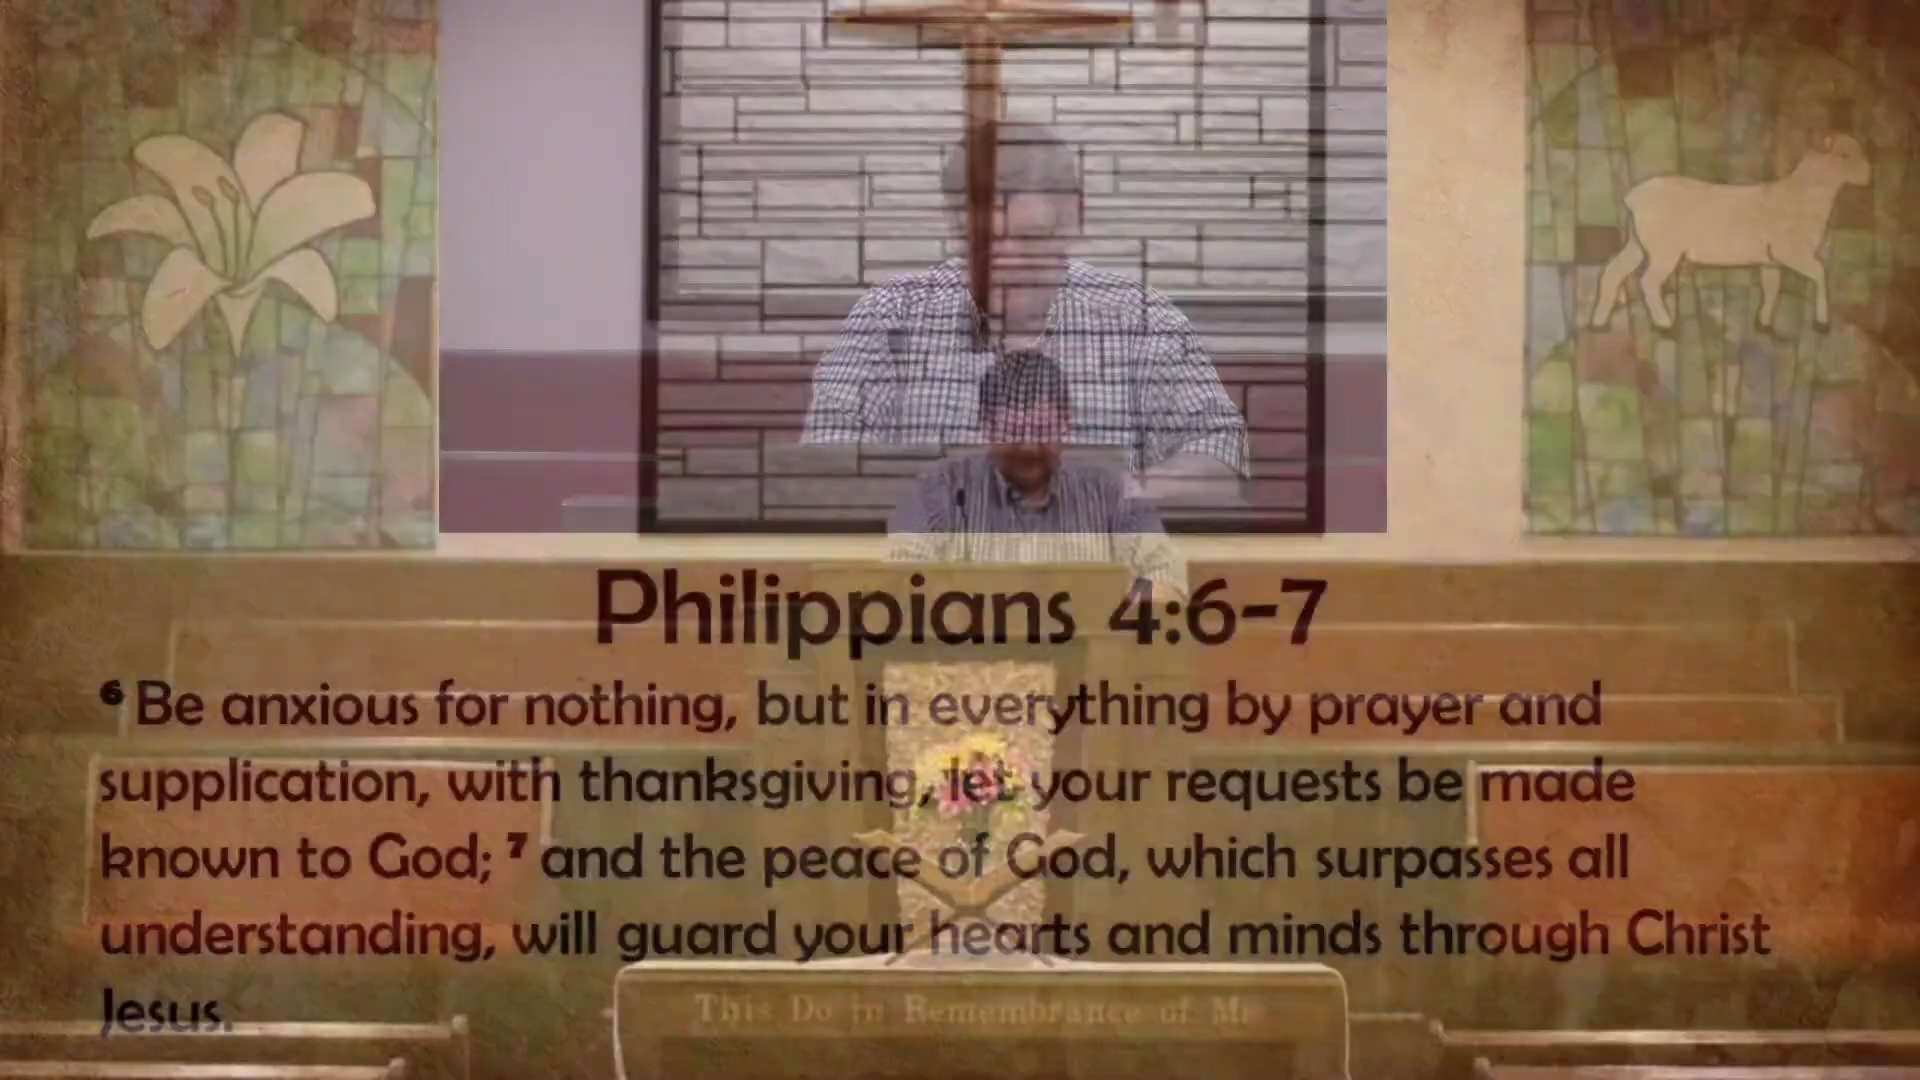 Philippians 4:6-7
6 Be anxious for nothing, but in everything by prayer and
supplication, with thanksgiving, let your requests be made
known to God; 7 and the peace of God, which surpasses all
understanding, will guard your hearts and minds through Christ
Jesus.
This Do in Remembrance of Me